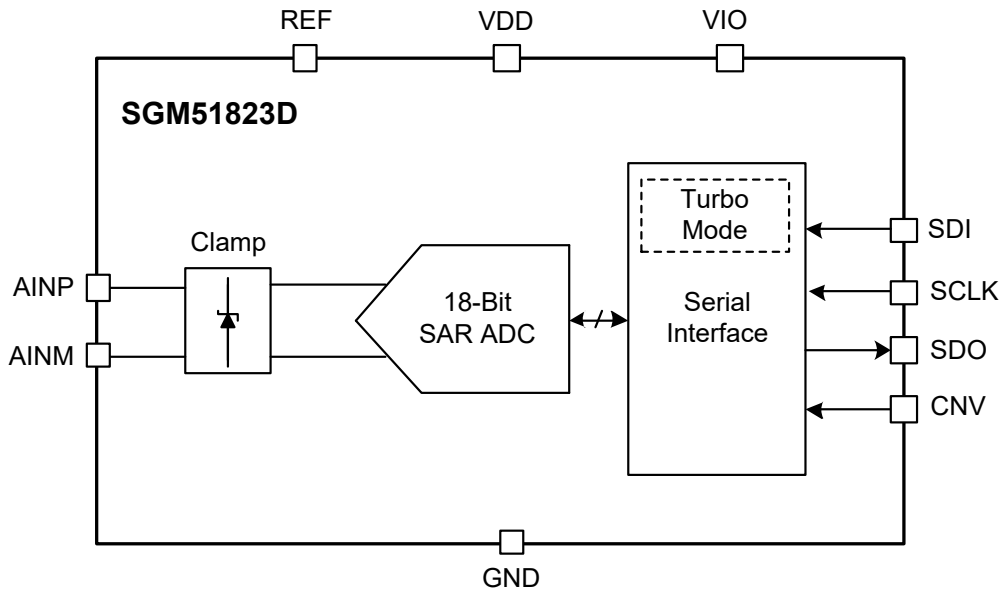 REF
VDD
VIO
SGM51823D
Turbo
Mode
Clamp
SDI
AINP
18-Bit
SAR ADC
Serial
Interface
SCLK
AINM
SDO
CNV
GND